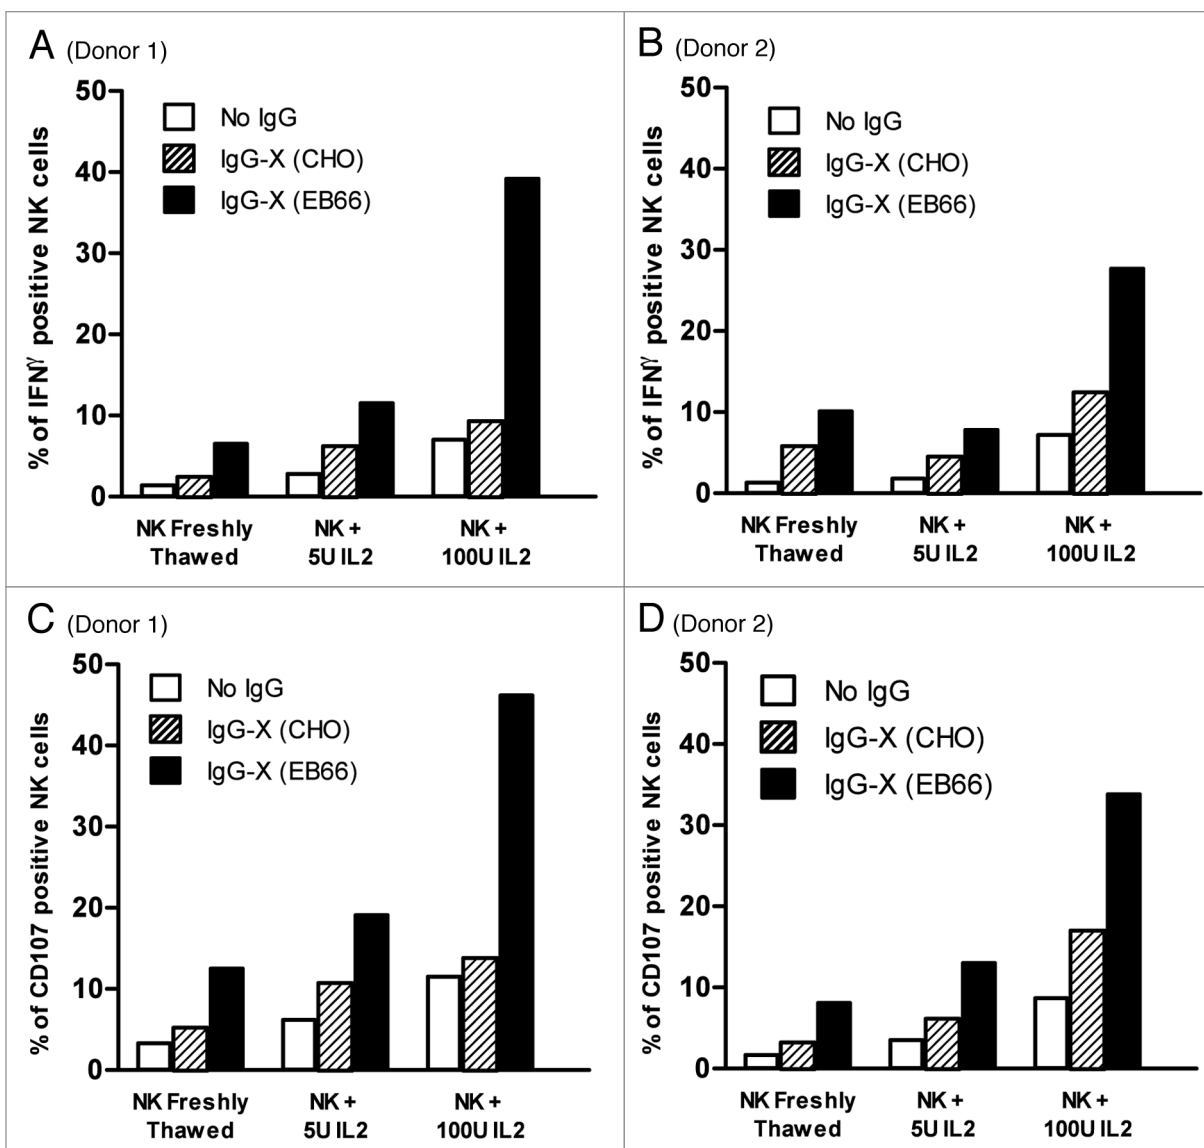 A (Donor 1)
% of IFNγ positive NK cells
50
40
30
20
10
0
No IgG
IgG-X (CHO)
IgG-X (EB66)
NK Freshly
Thawed
NK +
5U IL2
NK +
100U IL2
B (Donor 2)
% of IFNγ positive NK cells
50
40
30
20
10
0
No IgG
IgG-X (CHO)
IgG-X (EB66)
NK Freshly
Thawed
NK +
5U IL2
NK +
100U IL2
C (Donor 1)
% of CD107 positive NK cells
50
40
30
20
10
0
No IgG
IgG-X (CHO)
IgG-X (EB66)
NK Freshly
Thawed
NK +
5U IL2
NK +
100U IL2
D (Donor 2)
% of CD107 positive NK cells
50
40
30
20
10
0
No IgG
IgG-X (CHO)
IgG-X (EB66)
NK Freshly
Thawed
NK +
5U IL2
NK +
100U IL2